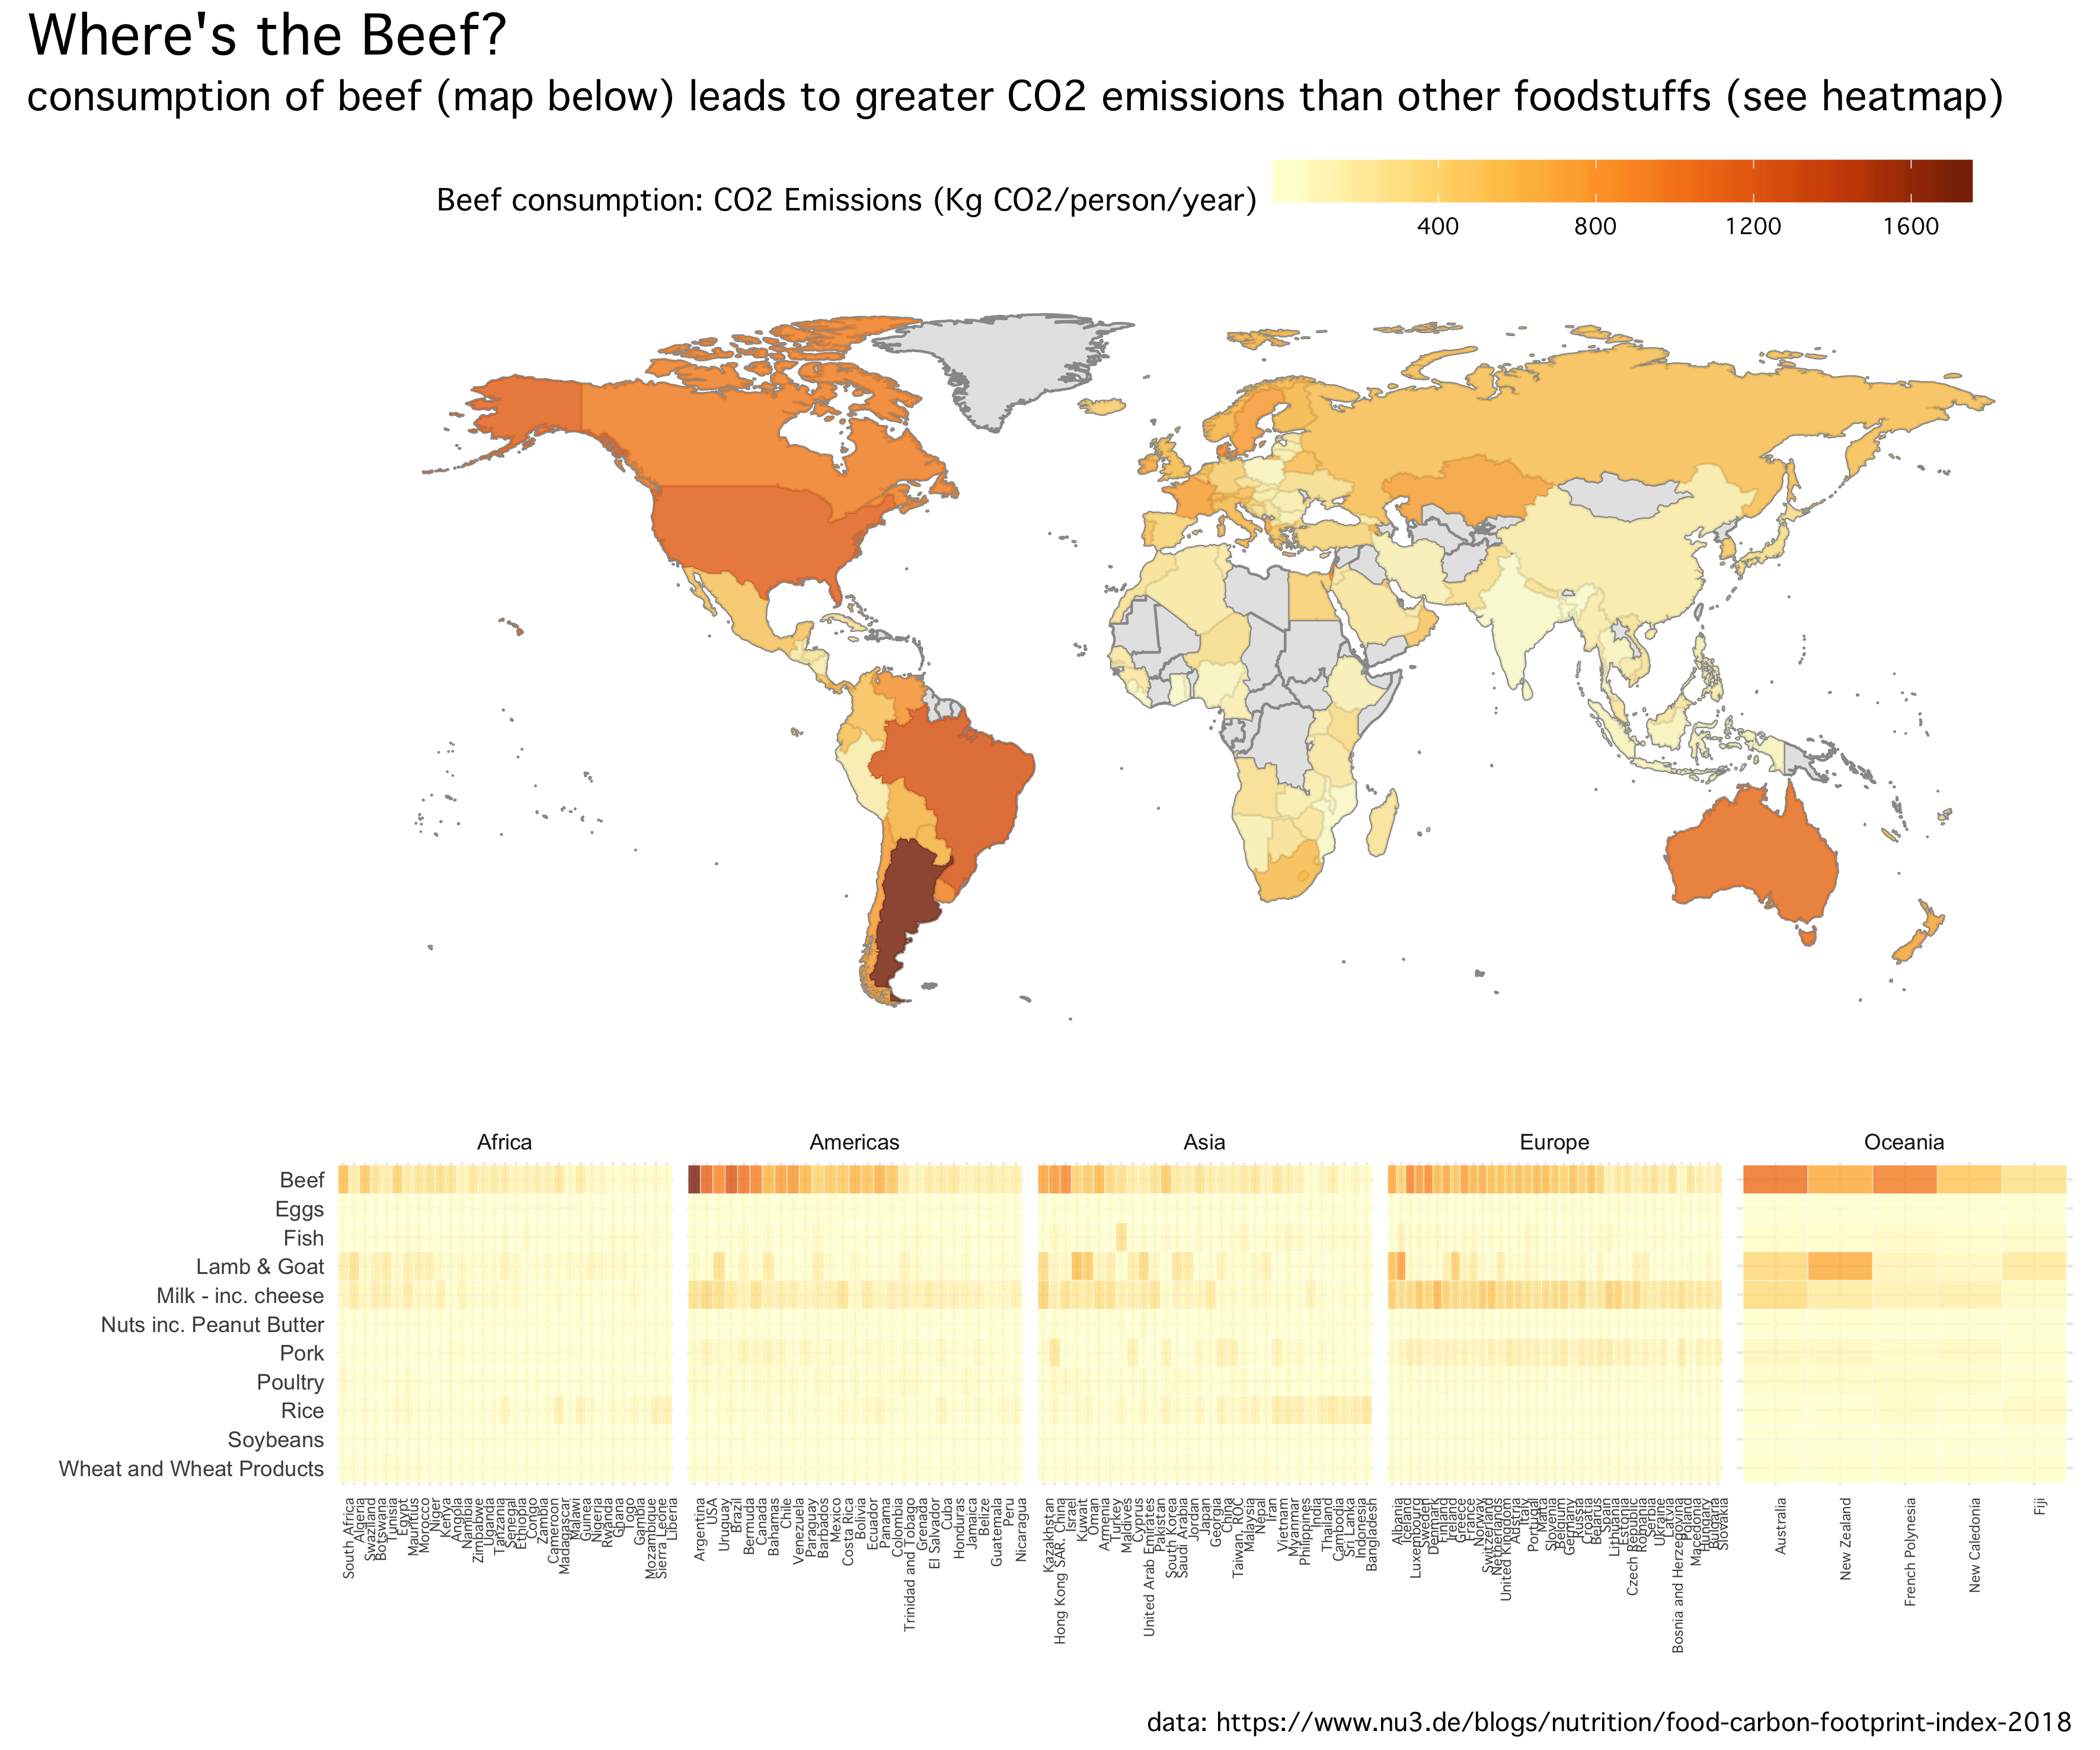 Where's the Beef?
consumption of beef (map below) leads to greater CO2 emissions than other foodstuffs (see heatmap)
Beef consumption: CO2 Emissions (Kg CO2/person/year)
400 800 1200 1600
Africa Americas Asia Europe Oceania
Beef
Eggs
Fish
Lamb & Goat
Milk - inc. cheese
Nuts inc. Peanut Butter
Pork
Poultry
Rice
Soybeans
Wheat and Wheat Products
South Africa
Algeria
Swaziland
Botswana
Tunisia
Egypt
Mauritius
Morocco
Niger
Kenya
Angola
Namibia
Zimbabwe
Uganda
Tanzania
Senegal
Ethiopia
Congo
Zambia
Cameroon
Madagascar
Malawi
Guinea
Nigeria
Rwanda
Ghana
Togo
Gambia
Mozambique
Sierra Leone
Liberia
Argentina
USA
Uruguay
Brazil
Bermuda
Canada
Bahamas
Chile
Venezuela
Paraguay
Barbados
Mexico
Costa Rica
Bolivia
Ecuador
Panama
Colombia
Trinidad and Tobago
Grenada
El Salvador
Cuba
Honduras
Jamaica
Belize
Guatemala
Peru
Nicaragua
Kazakhstan
Hong Kong SAR. China
Israel
Kuwait
Oman
Armenia
Turkey
Maldives
Cyprus
United Arab Emirates
Pakistan
South Korea
Saudi Arabia
Jordan
Japan
Georgia
China
Taiwan. ROC
Malaysia
Nepal
Iran
Vietnam
Myanmar
Philippines
India
Thailand
Cambodia
Sri Lanka
Indonesia
Bangladesh
Albania
Iceland
Luxembourg
Sweden
Denmark
Finland
Ireland
Greece
France
Norway
Switzerland
Netherlands
United Kingdom
Austria
Italy
Portugal
Malta
Slovenia
Belgium
Germany
Russia
Croatia
Belarus
Spain
Lithuania
Estonia
Czech Republic
Romania
Serbia
Ukraine
Latvia
Bosnia and Herzegovina
Poland
Macedonia
Hungary
Bulgaria
Slovakia
Australia
New Zealand
French Polynesia
New Caledonia
Fiji
data: https://www.nu3.de/blogs/nutrition/food-carbon-footprint-index-2018